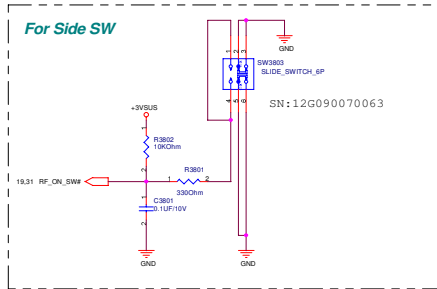 For Side SW
1
2
3
GND
SW3803
SLIDE_SWITCH_6P
4
5
6
SN:12G090070063
+3VSUS
1
R3802
10KOhm
2
R3801
19,31 RF_ON_SW#
1
2
330Ohm
1
C3801
0.1UF/10V
2
GND
GND